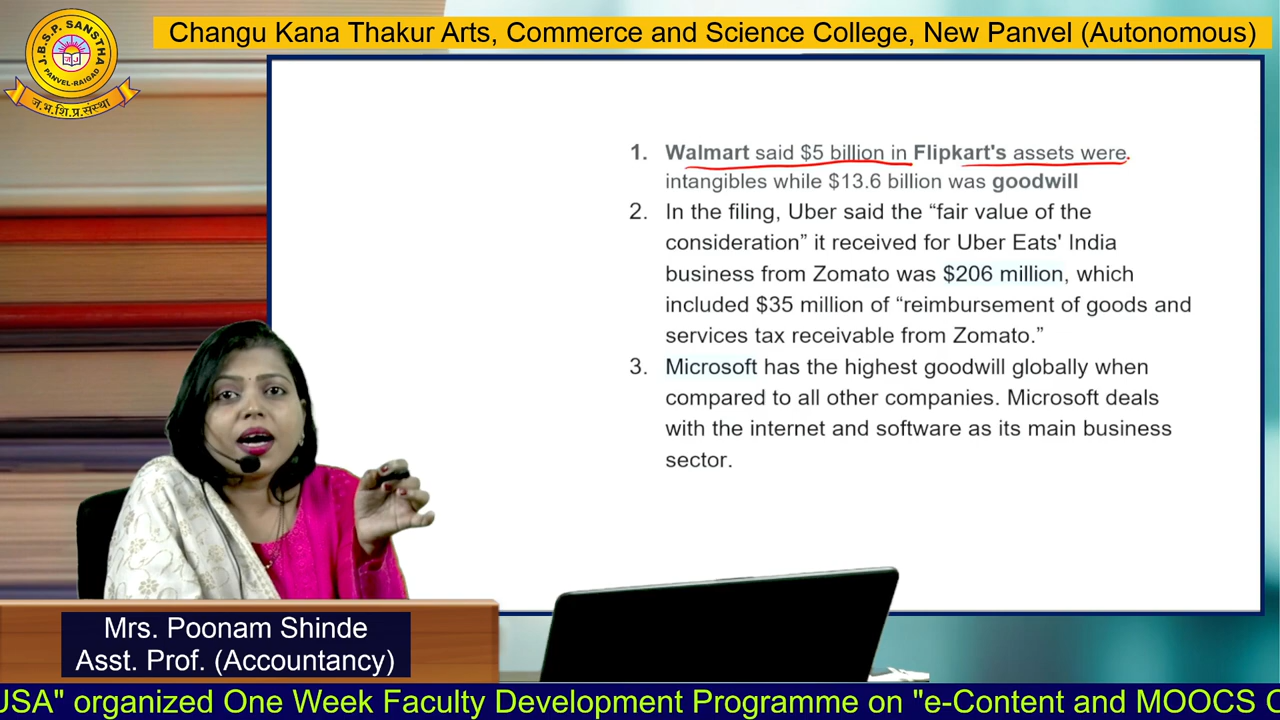 Changu Kana Thakur Arts, Commerce and Science College, New Panvel (Autonomous)
J.B.S.P. SANSTHA
PANVEL-RAIGAD
ज.भ.शि.प्र.संस्था
1. Walmart said $5 billion in Flipkart's assets were
intangibles while $13.6 billion was goodwill
2. In the filing, Uber said the “fair value of the
consideration” it received for Uber Eats' India
business from Zomato was $206 million, which
included $35 million of “reimbursement of goods and
services tax receivable from Zomato.”
3. Microsoft has the highest goodwill globally when
compared to all other companies. Microsoft deals
with the internet and software as its main business
sector.
Mrs. Poonam Shinde
Asst. Prof. (Accountancy)
USA" organized One Week Faculty Development Programme on "e-Content and MOOCS C